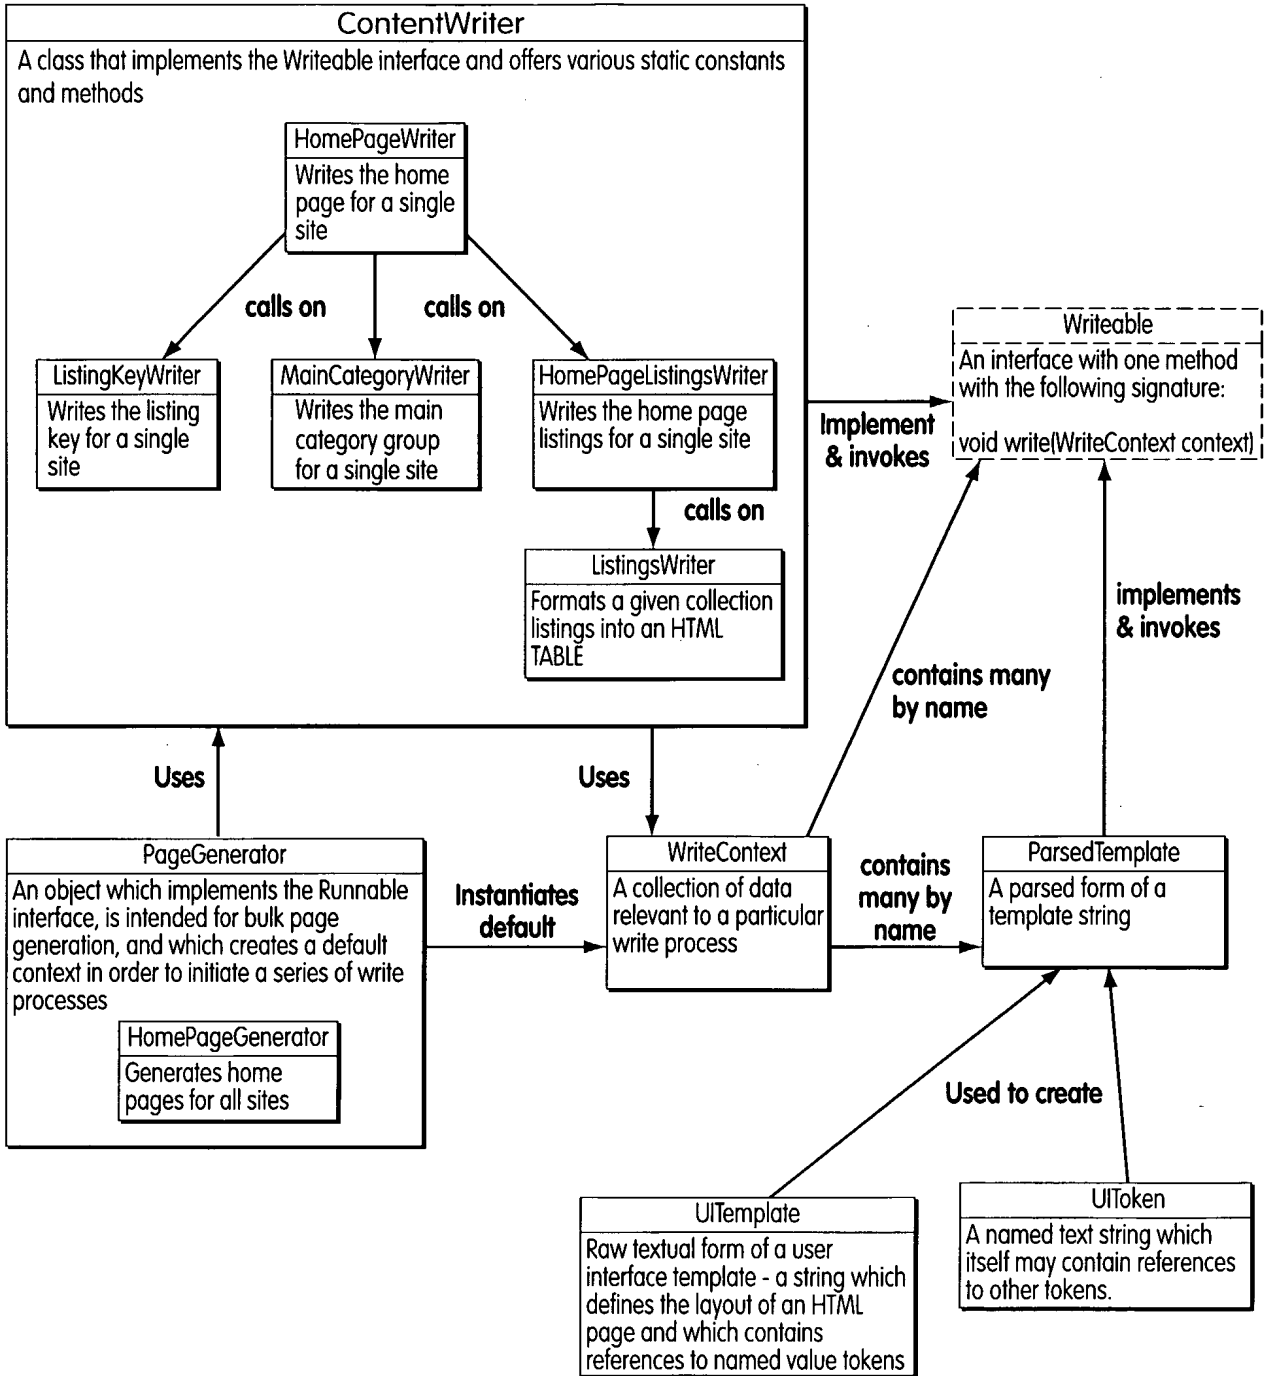 ContentWriter
A class that implements the Writeable interface and offers various static constants
and methods
HomePageWriter
Writes the home
page for a single
site
calls on
calls on
ListingKeyWriter
Writes the listing
key for a single
site
MainCategoryWriter
Writes the main
category group
for a single site
HomePageListingsWriter
Writes the home page
listings for a single site
calls on
ListingsWriter
Formats a given collection
listings into an HTML
TABLE
Implement
& invokes
Writeable
An interface with one method
with the following signature:
void write(WriteContext context)
contains many
by name
implements
& invokes
Uses
Uses
PageGenerator
An object which implements the Runnable
interface, is intended for bulk page
generation, and which creates a default
context in order to initiate a series of write
processes
HomePageGenerator
Generates home
pages for all sites
Instantiates
default
WriteContext
A collection of data
relevant to a particular
write process
contains
many by
name
ParsedTemplate
A parsed form of a
template string
Used to create
UITemplate
Raw textual form of a user
interface template - a string which
defines the layout of an HTML
page and which contains
references to named value tokens
UIToken
A named text string which
itself may contain references
to other tokens.